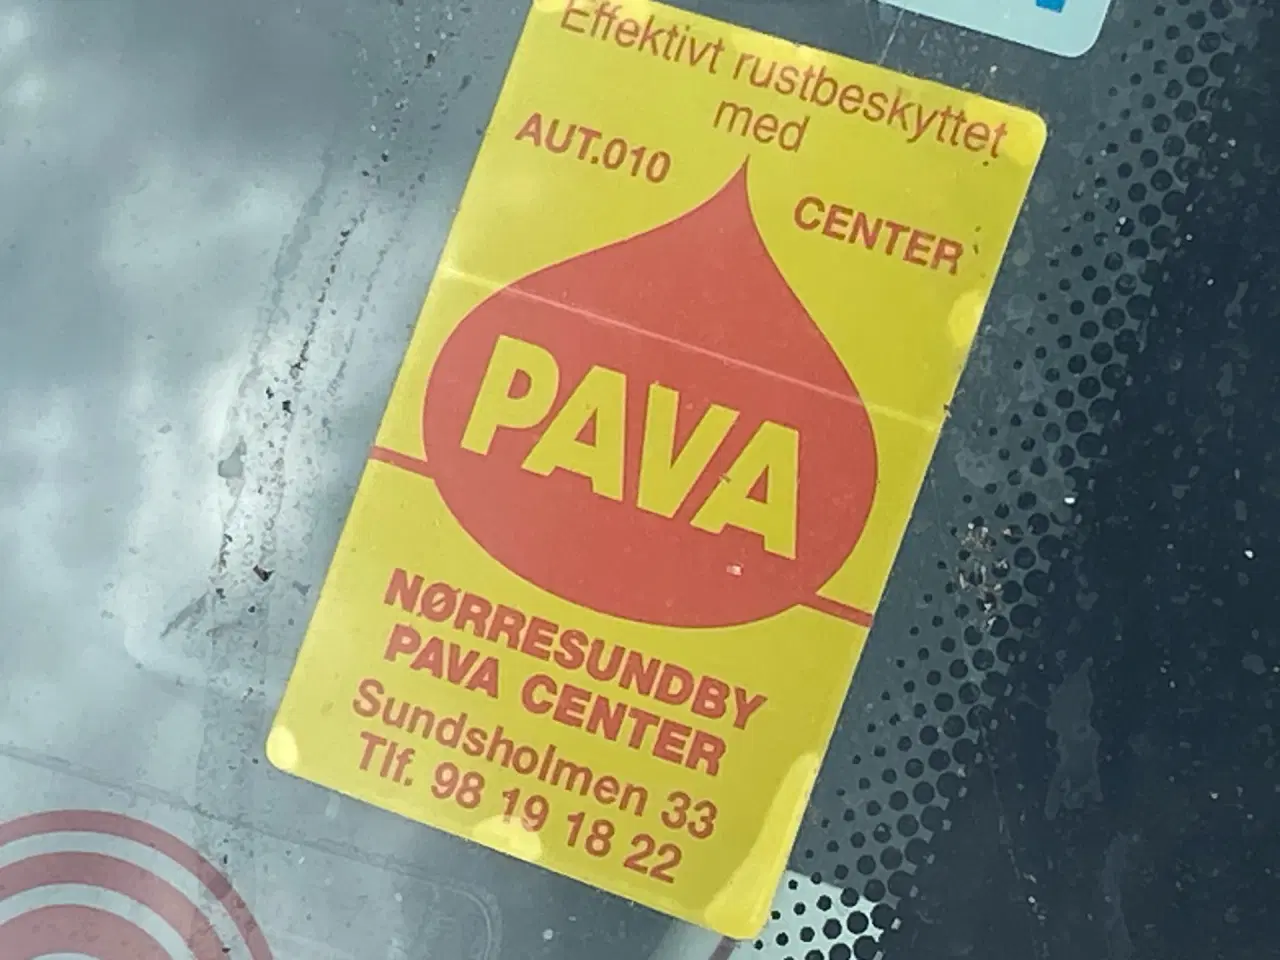 Effektivt rustbeskyttet
med
AUT.010 CENTER
PAVA
NØRRESUNDBY
PAVA CENTER
Sundsholmen 33
Tlf. 98 19 18 22